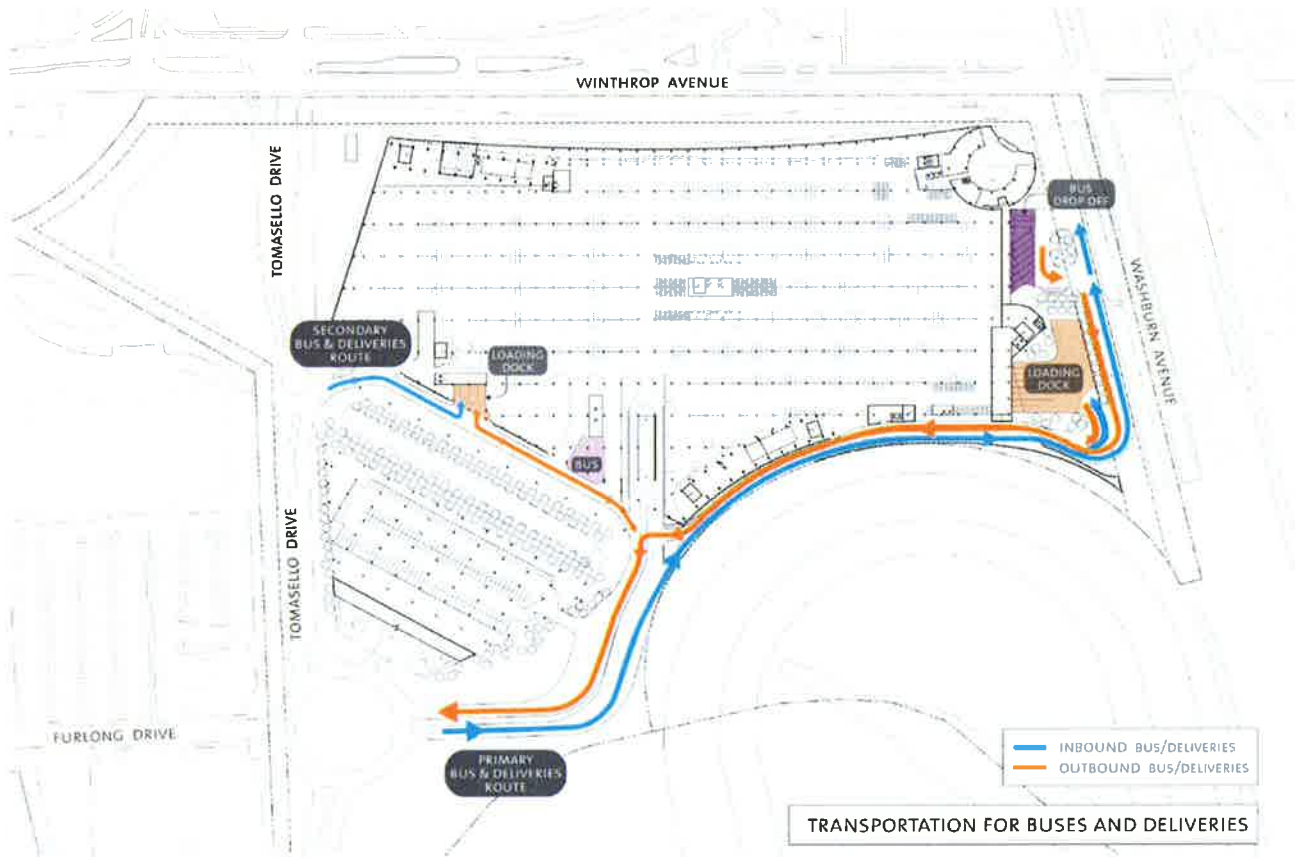 WINTHROP AVENUE
TOMASELLO DRIVE
BUS
DROP OFF
WASHBURN AVENUE
SECONDARY
BUS & DELIVERIES
ROUTE
LOADING
DOCK
LOADING
DOCK
BUS
TOMASELLO DRIVE
FURLONG DRIVE
PRIMARY
BUS & DELIVERIES
ROUTE
INBOUND BUS/DELIVERIES
OUTBOUND BUS/DELIVERIES
TRANSPORTATION FOR BUSES AND DELIVERIES